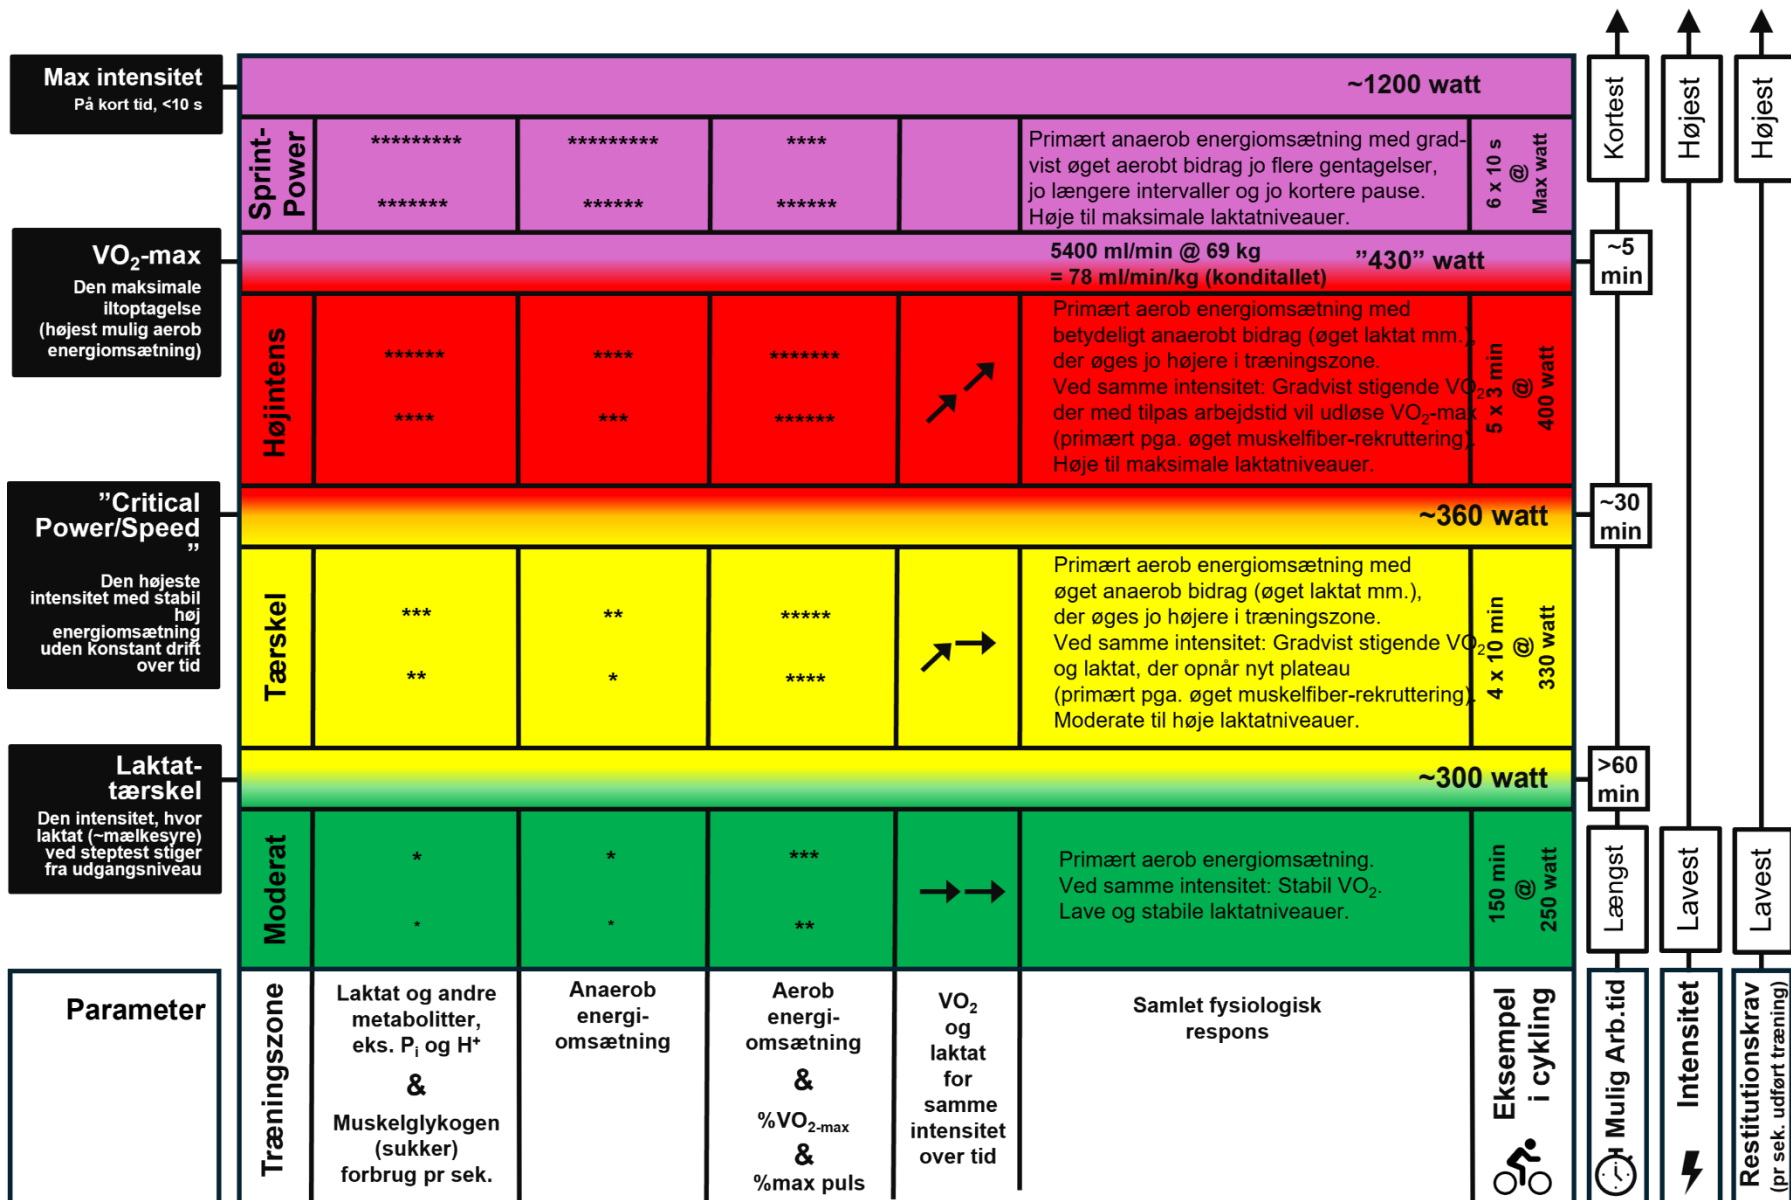 Max intensitet
På kort tid, <10 s
~1200 watt
Kortest
Højest
Højest
Sprint-
Power
*********
*********
****
*******
******
******
Primært anaerob energiomsætning med grad-
vist øget aerobt bidrag jo flere gentagelser,
jo længere intervaller og jo kortere pause.
Høje til maksimale laktatniveauer.
6 x 10 s
@
Max watt
VO₂-max
Den maksimale
iltoptagelse
(højest mulig aerob
energiomsætning)
5400 ml/min @ 69 kg
= 78 ml/min/kg (konditallet)
”430” watt
~5
min
Højintens
******
****
*******
****
***
******
Primært aerob energiomsætning med
betydeligt anaerobt bidrag (øget laktat mm.),
der øges jo højere i træningszone.
Ved samme intensitet: Gradvist stigende VO₂
der med tilpas arbejdstid vil udløse VO₂-max
(primært pga. øget muskelfiber-rekruttering).
Høje til maksimale laktatniveauer.
5 x 3 min
@
400 watt
”Critical
Power/Speed
”
Den højeste
intensitet med stabil
høj
energiomsætning
uden konstant drift
over tid
~360 watt
~30
min
Tærskel
***
**
*****
**
*
****
Primært aerob energiomsætning med
øget anaerob bidrag (øget laktat mm.),
der øges jo højere i træningszone.
Ved samme intensitet: Gradvist stigende VO₂
og laktat, der opnår nyt plateau
(primært pga. øget muskelfiber-rekruttering).
Moderate til høje laktatniveauer.
4 x 10 min
@
330 watt
Laktat-
tærskel
Den intensitet, hvor
laktat (~mælkesyre)
ved steptest stiger
fra udgangsniveau
~300 watt
>60
min
Moderat
*
*
***
*
*
**
Primært aerob energiomsætning.
Ved samme intensitet: Stabil VO₂.
Lave og stabile laktatniveauer.
150 min
@
250 watt
Længst
Lavest
Lavest
Parameter
Træningszone
Laktat og andre
metabolitter,
eks. Pᵢ og H⁺
&
Muskelglykogen
(sukker)
forbrug pr sek.
Anaerob
energi-
omsætning
Aerob
energi-
omsætning
&
%VO₂₋ₘₐₓ
&
%max puls
VO₂
og
laktat
for
samme
intensitet
over tid
Samlet fysiologisk
respons
Eksempel
i cykling
Mulig Arb.tid
Intensitet
Restitutionskrav
(pr sek. udført træning)